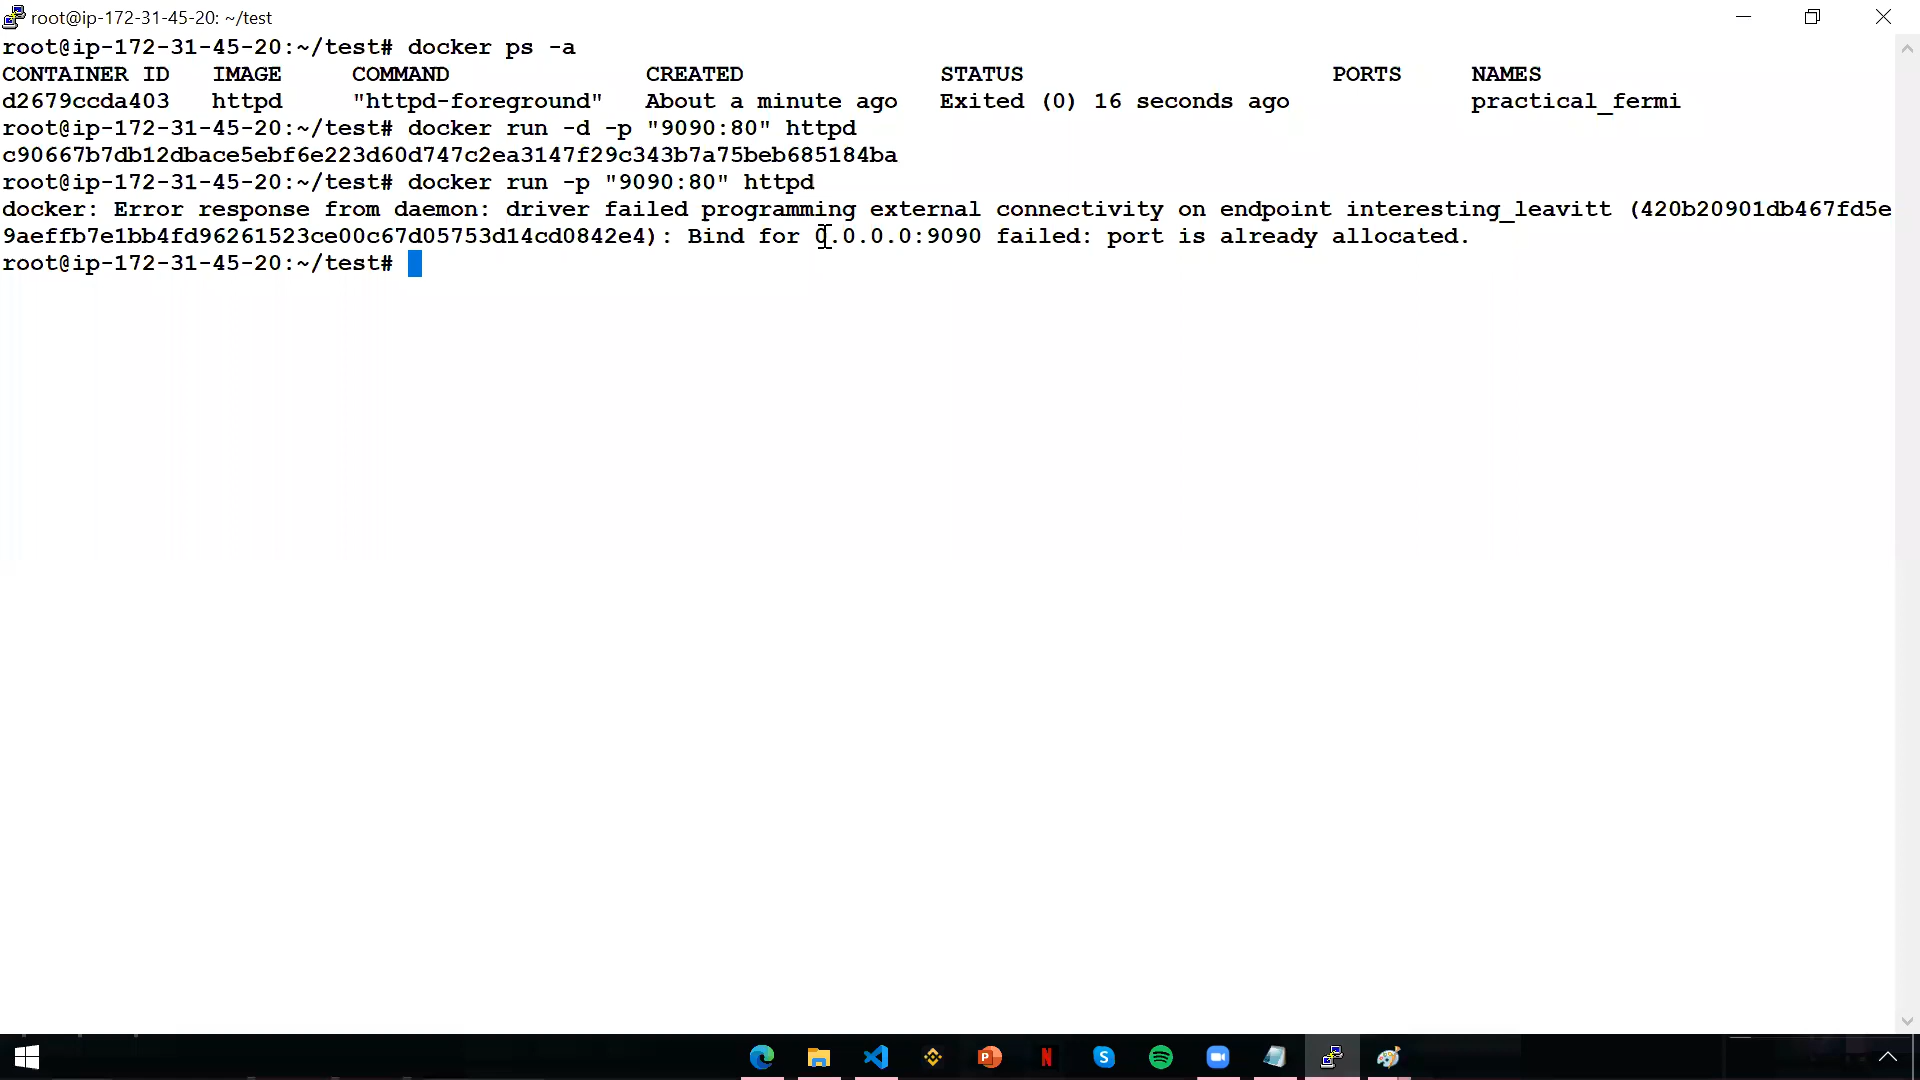 root@ip-172-31-45-20: ~/test
root@ip-172-31-45-20:~/test# docker ps -a
CONTAINER ID   IMAGE     COMMAND              CREATED              STATUS                      PORTS     NAMES
d2679ccda403   httpd     "httpd-foreground"   About a minute ago   Exited (0) 16 seconds ago             practical_fermi
root@ip-172-31-45-20:~/test# docker run -d -p "9090:80" httpd
c90667b7db12dbace5ebf6e223d60d747c2ea3147f29c343b7a75beb685184ba
root@ip-172-31-45-20:~/test# docker run -p "9090:80" httpd
docker: Error response from daemon: driver failed programming external connectivity on endpoint interesting_leavitt (420b20901db467fd5e
9aeffb7e1bb4fd96261523ce00c67d05753d14cd0842e4): Bind for 0.0.0.0:9090 failed: port is already allocated.
root@ip-172-31-45-20:~/test#